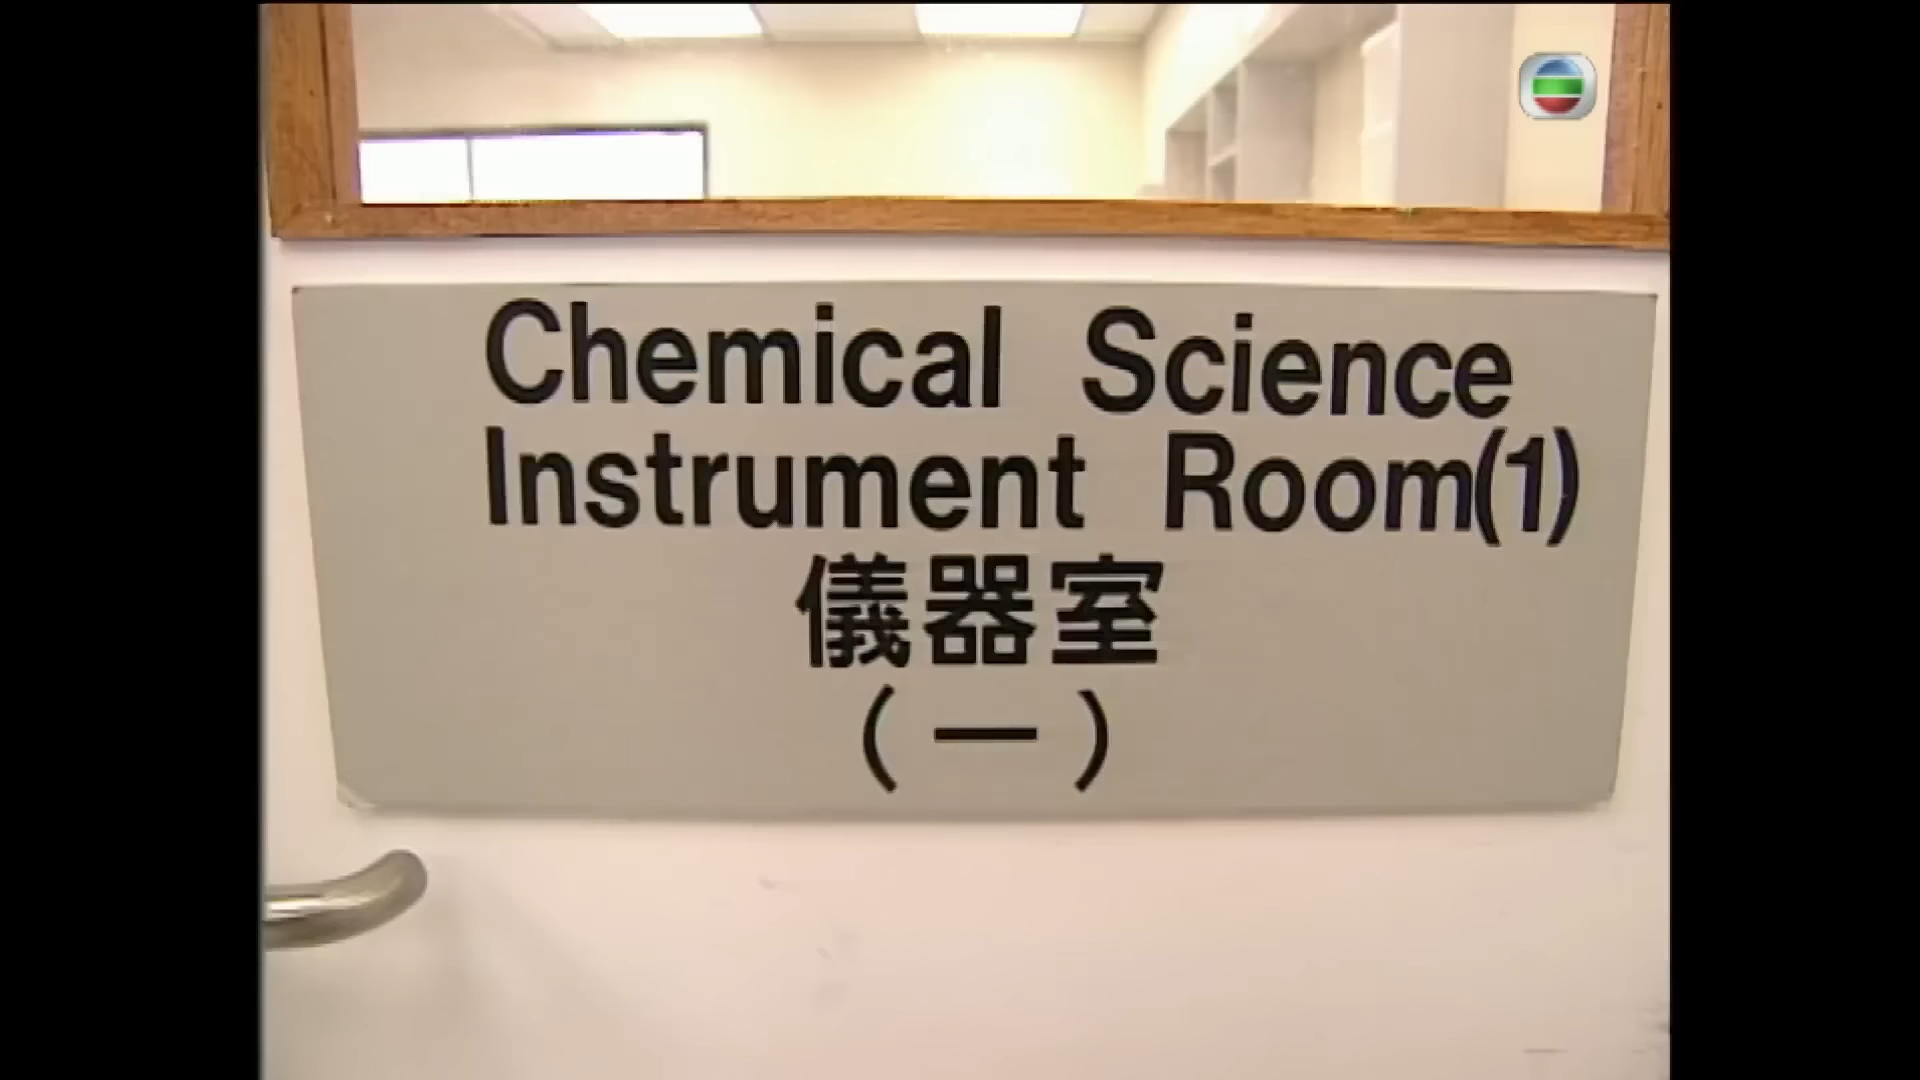 Chemical Science
Instrument Room(1)
儀器室
(一)